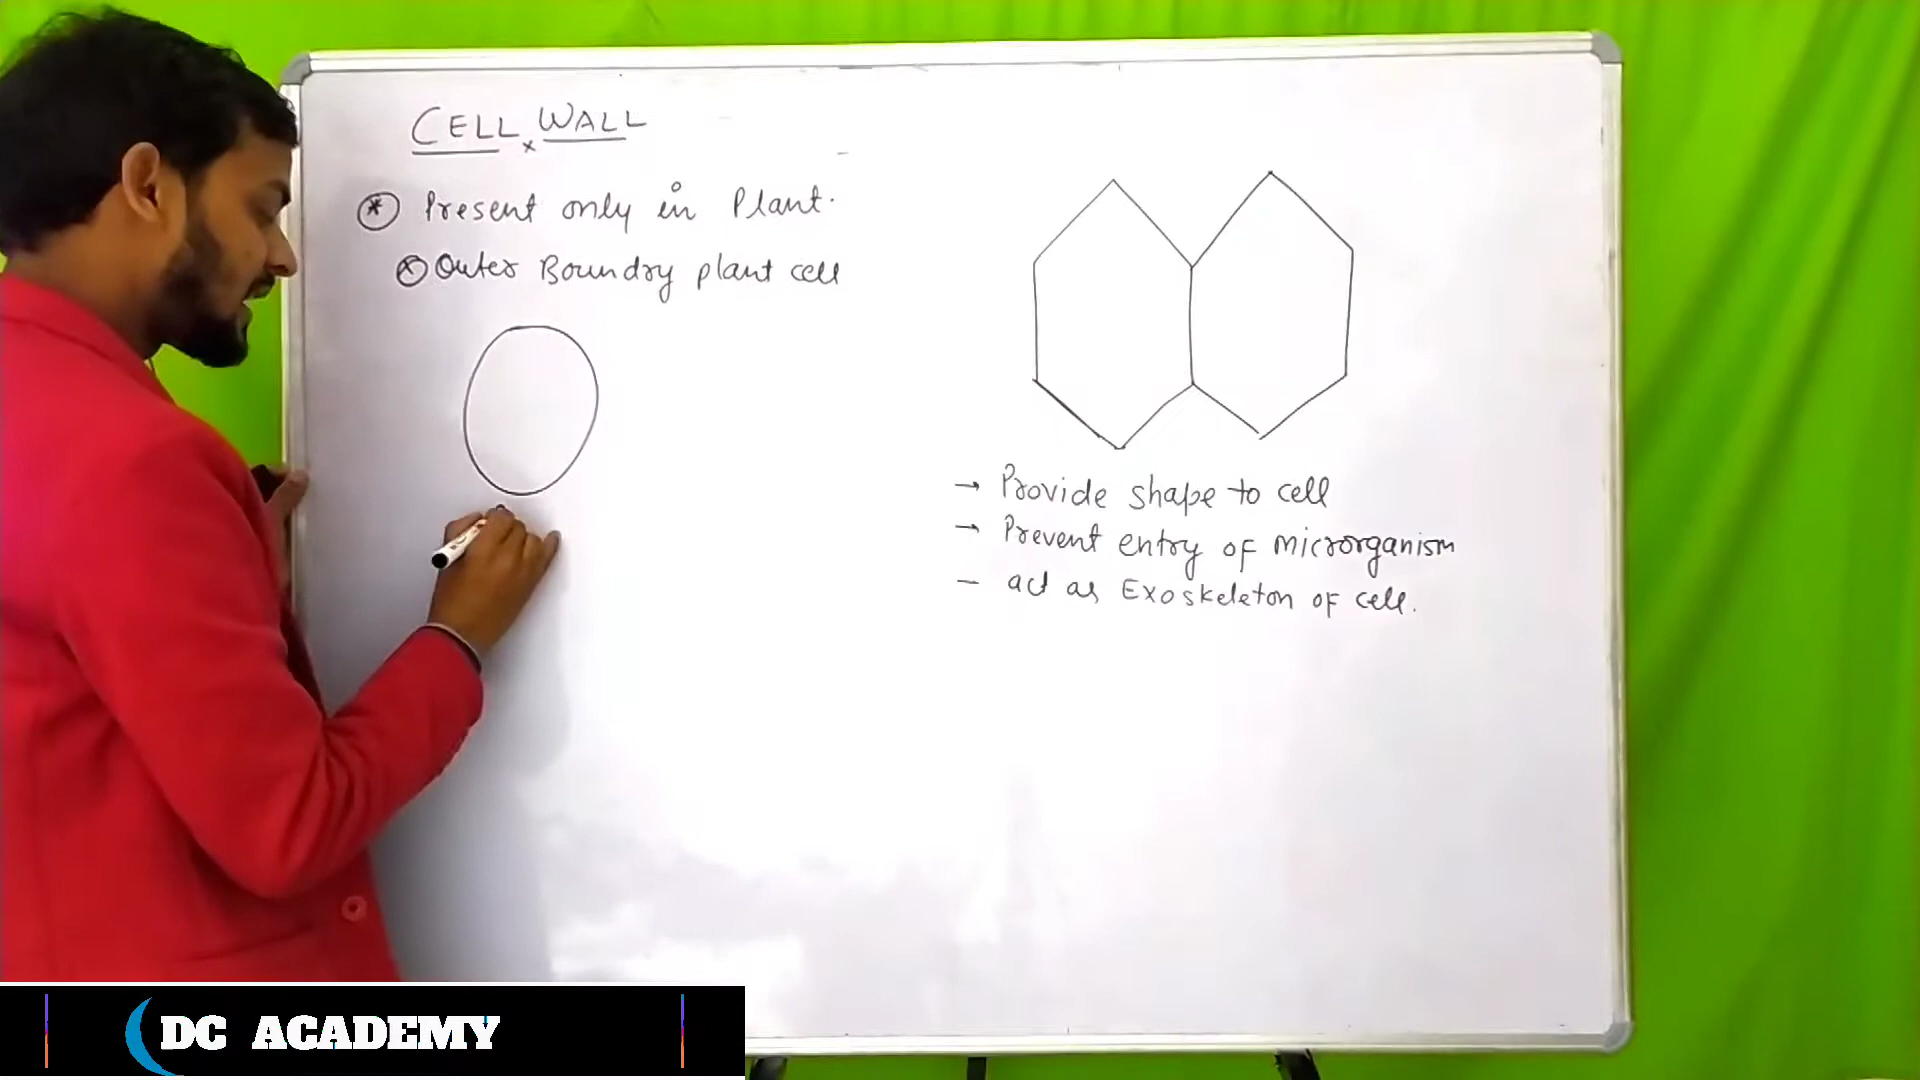 CELL WALL
Present only in Plant.
Outer Boundry plant cell
→ Provide shape to cell
→ Prevent entry of microrganism
— act as Exoskeleton of cell.
DC ACADEMY